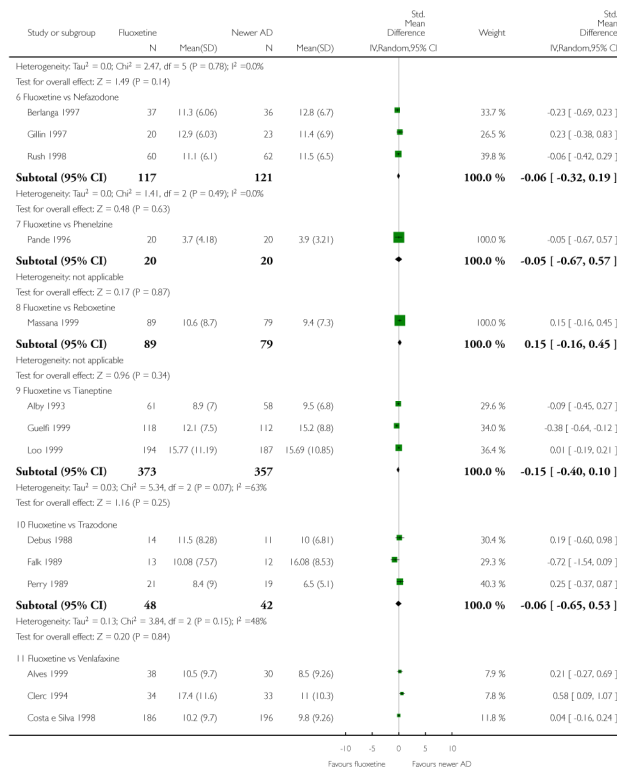 Std. Std.
Mean Mean
Study or subgroup Fluoxetine Newer AD Difference Weight Difference
N Mean(SD) N Mean(SD) IV,Random,95% CI IV,Random,95% CI
Heterogeneity: Tau² = 0.0; Chi² = 2.47, df = 5 (P = 0.78); I² =0.0%
Test for overall effect: Z = 1.49 (P = 0.14)
6 Fluoxetine vs Nefazodone
Berlanga 1997 37 11.3 (6.06) 36 12.8 (6.7) 33.7 % -0.23 [ -0.69, 0.23 ]
Gillin 1997 20 12.9 (6.03) 23 11.4 (6.9) 26.5 % 0.23 [ -0.38, 0.83 ]
Rush 1998 60 11.1 (6.1) 62 11.5 (6.5) 39.8 % -0.06 [ -0.42, 0.29 ]
Subtotal (95% CI) 117 121 100.0 % -0.06 [ -0.32, 0.19 ]
Heterogeneity: Tau² = 0.0; Chi² = 1.41, df = 2 (P = 0.49); I² =0.0%
Test for overall effect: Z = 0.48 (P = 0.63)
7 Fluoxetine vs Phenelzine
Pande 1996 20 3.7 (4.18) 20 3.9 (3.21) 100.0 % -0.05 [ -0.67, 0.57 ]
Subtotal (95% CI) 20 20 100.0 % -0.05 [ -0.67, 0.57 ]
Heterogeneity: not applicable
Test for overall effect: Z = 0.17 (P = 0.87)
8 Fluoxetine vs Reboxetine
Massana 1999 89 10.6 (8.7) 79 9.4 (7.3) 100.0 % 0.15 [ -0.16, 0.45 ]
Subtotal (95% CI) 89 79 100.0 % 0.15 [ -0.16, 0.45 ]
Heterogeneity: not applicable
Test for overall effect: Z = 0.96 (P = 0.34)
9 Fluoxetine vs Tianeptine
Alby 1993 61 8.9 (7) 58 9.5 (6.8) 29.6 % -0.09 [ -0.45, 0.27 ]
Guelfi 1999 118 12.1 (7.5) 112 15.2 (8.8) 34.0 % -0.38 [ -0.64, -0.12 ]
Loo 1999 194 15.77 (11.19) 187 15.69 (10.85) 36.4 % 0.01 [ -0.19, 0.21 ]
Subtotal (95% CI) 373 357 100.0 % -0.15 [ -0.40, 0.10 ]
Heterogeneity: Tau² = 0.03; Chi² = 5.34, df = 2 (P = 0.07); I² =63%
Test for overall effect: Z = 1.16 (P = 0.25)
10 Fluoxetine vs Trazodone
Debus 1988 14 11.5 (8.28) 11 10 (6.81) 30.4 % 0.19 [ -0.60, 0.98 ]
Falk 1989 13 10.08 (7.57) 12 16.08 (8.53) 29.3 % -0.72 [ -1.54, 0.09 ]
Perry 1989 21 8.4 (9) 19 6.5 (5.1) 40.3 % 0.25 [ -0.37, 0.87 ]
Subtotal (95% CI) 48 42 100.0 % -0.06 [ -0.65, 0.53 ]
Heterogeneity: Tau² = 0.13; Chi² = 3.84, df = 2 (P = 0.15); I² =48%
Test for overall effect: Z = 0.20 (P = 0.84)
11 Fluoxetine vs Venlafaxine
Alves 1999 38 10.5 (9.7) 30 8.5 (9.26) 7.9 % 0.21 [ -0.27, 0.69 ]
Clerc 1994 34 17.4 (11.6) 33 11 (10.3) 7.8 % 0.58 [ 0.09, 1.07 ]
Costa e Silva 1998 186 10.2 (9.7) 196 9.8 (9.26) 11.8 % 0.04 [ -0.16, 0.24 ]
-10 -5 0 5 10
Favours fluoxetine Favours newer AD